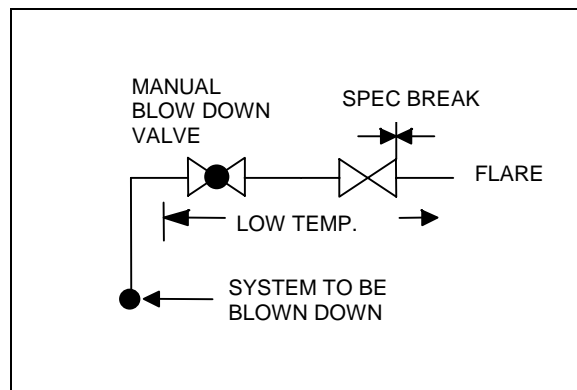 MANUAL
BLOW DOWN
VALVE
SPEC BREAK
FLARE
LOW TEMP.
SYSTEM TO BE
BLOWN DOWN